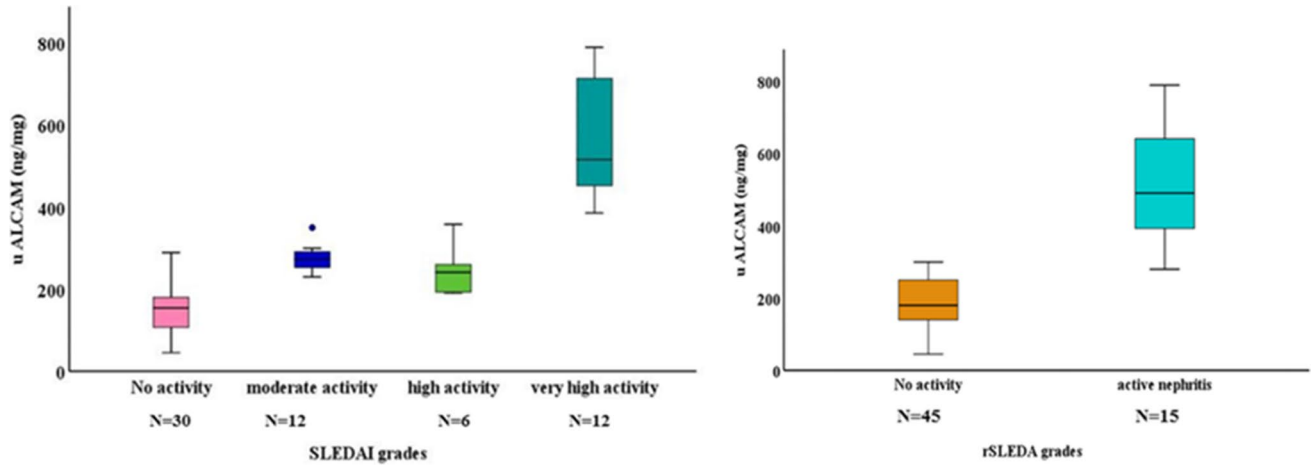 u ALCAM (ng/mg)
800
600
400
200
0
No activity moderate activity high activity very high activity
N=30 N=12 N=6 N=12
SLEDAI grades
u ALCAM (ng/mg)
800
600
400
200
0
No activity active nephritis
N=45 N=15
rSLEDA grades